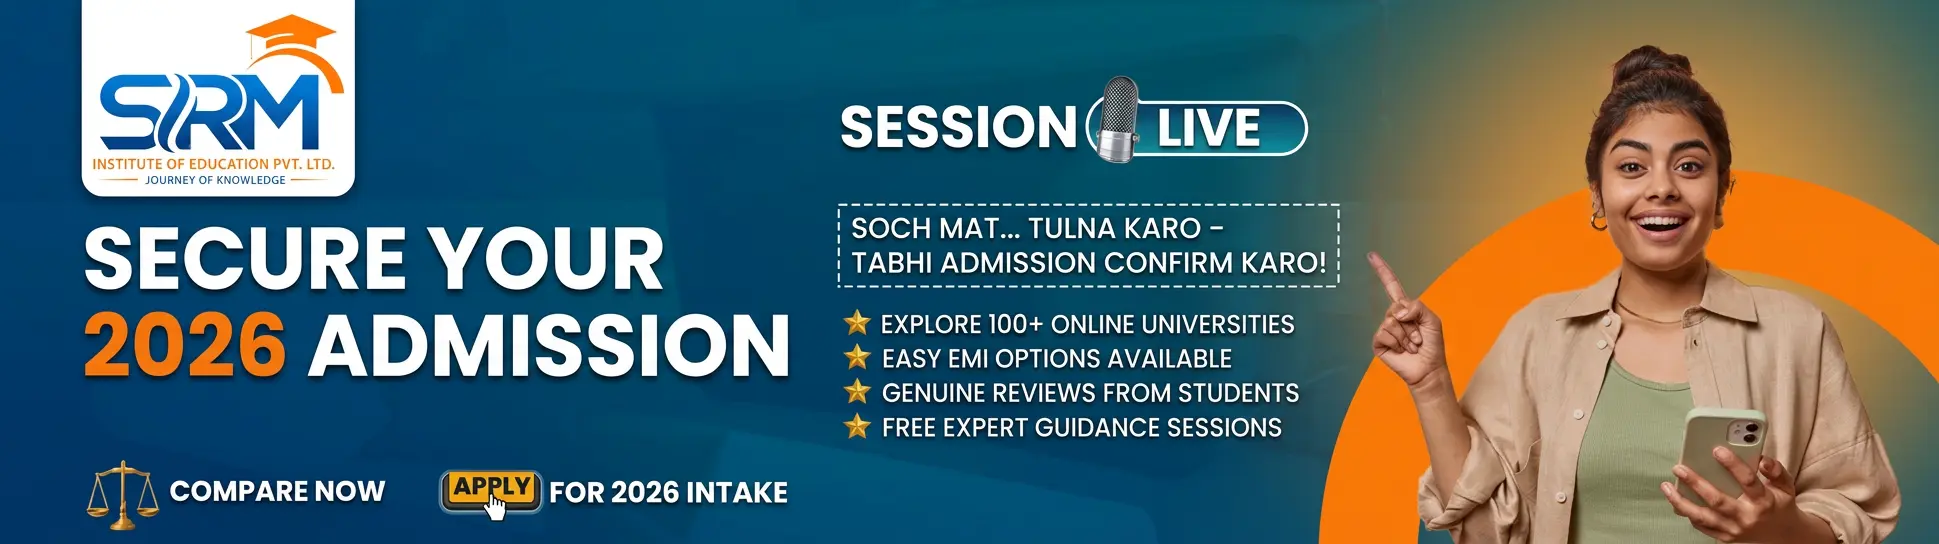 SIRM
INSTITUTE OF EDUCATION PVT. LTD.
JOURNEY OF KNOWLEDGE
SECURE YOUR
2026 ADMISSION
COMPARE NOW
APPLY FOR 2026 INTAKE
SESSION LIVE
SOCH MAT... TULNA KARO -
TABHI ADMISSION CONFIRM KARO!
EXPLORE 100+ ONLINE UNIVERSITIES
EASY EMI OPTIONS AVAILABLE
GENUINE REVIEWS FROM STUDENTS
FREE EXPERT GUIDANCE SESSIONS